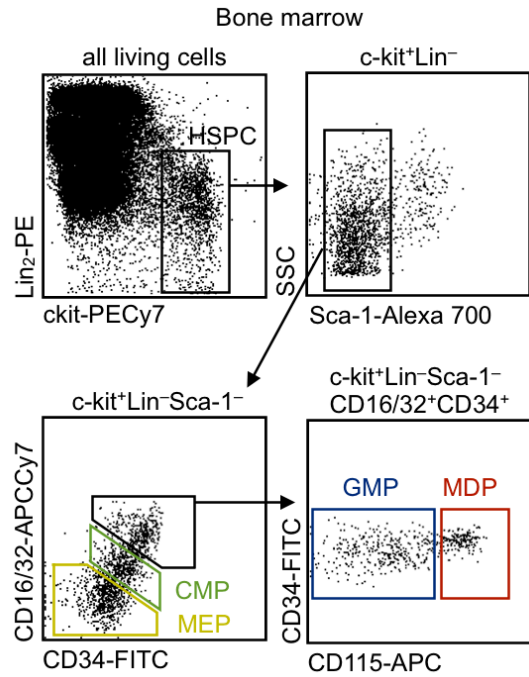 Bone marrow
all living cells
c-kit⁺Lin⁻
HSPC
Lin₂-PE
ckit-PECy7
SSC
Sca-1-Alexa 700
c-kit⁺Lin⁻Sca-1⁻
c-kit⁺Lin⁻Sca-1⁻
CD16/32⁺CD34⁺
CD16/32-APCCy7
CMP
MEP
CD34-FITC
GMP
MDP
CD34-FITC
CD115-APC